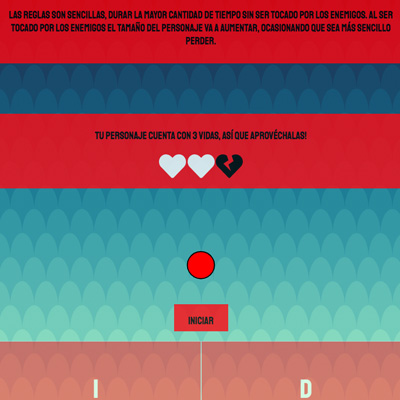 LAS REGLAS SON SENCILLAS, DURAR LA MAYOR CANTIDAD DE TIEMPO SIN SER TOCADO POR LOS ENEMIGOS. AL SER
TOCADO POR LOS ENEMIGOS EL TAMAÑO DEL PERSONAJE VA A AUMENTAR, OCASIONANDO QUE SEA MÁS SENCILLO
PERDER.
TU PERSONAJE CUENTA CON 3 VIDAS, ASÍ QUE APROVÉCHALAS!
INICIAR
I D